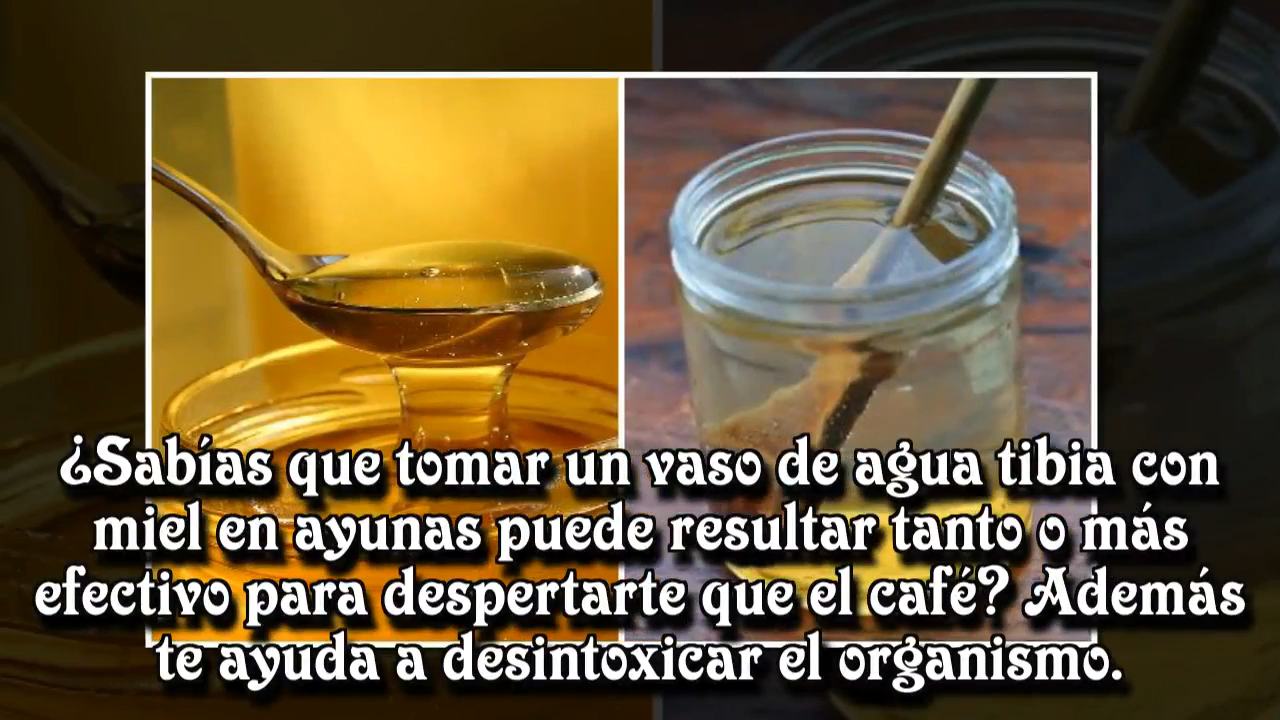 ¿Sabías que tomar un vaso de agua tibia con
miel en ayunas puede resultar tanto o más
efectivo para despertarte que el café? Además
te ayuda a desintoxicar el organismo.